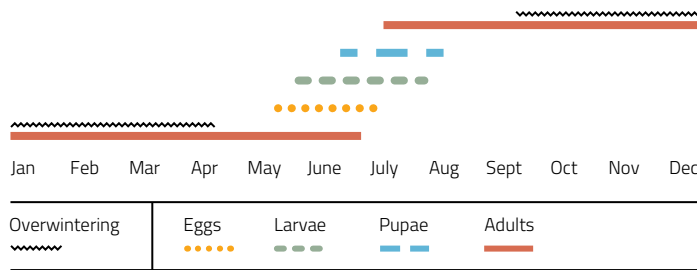 Jan Feb Mar Apr May June July Aug Sept Oct Nov Dec
Overwintering Eggs Larvae Pupae Adults